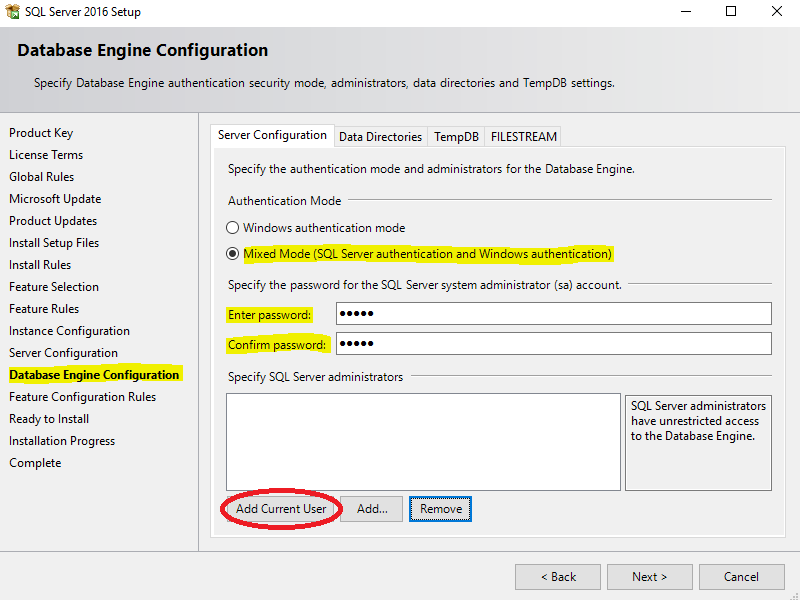 SQL Server 2016 Setup
Database Engine Configuration
Specify Database Engine authentication security mode, administrators, data directories and TempDB settings.
Product Key
License Terms
Global Rules
Microsoft Update
Product Updates
Install Setup Files
Install Rules
Feature Selection
Feature Rules
Instance Configuration
Server Configuration
Database Engine Configuration
Feature Configuration Rules
Ready to Install
Installation Progress
Complete
Server Configuration Data Directories TempDB FILESTREAM
Specify the authentication mode and administrators for the Database Engine.
Authentication Mode
Windows authentication mode
Mixed Mode (SQL Server authentication and Windows authentication)
Specify the password for the SQL Server system administrator (sa) account.
Enter password: •••••
Confirm password: •••••
Specify SQL Server administrators
SQL Server administrators
have unrestricted access
to the Database Engine.
Add Current User Add... Remove
< Back Next > Cancel